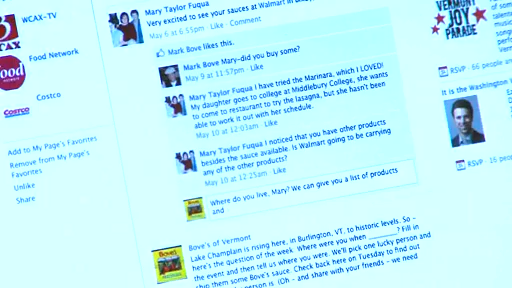 WCAX-TV
Food Network
food
COSTCO
Costco
Add to My Page's Favorites
Remove from My Page's
Favorites
Unlike
Share
Mary Taylor Fuqua
Very excited to see your sauces at Walmart in
May 6 at 6:55pm · Like · Comment
Mark Bove likes this.
Mark Bove Mary-did you buy some?
May 9 at 11:57pm · Like
Mary Taylor Fuqua I have tried the Marinara, which I LOVED!
My daughter goes to college at Middlebury College, she wants
to come to restaurant to try the lasagna, but she hasn't been
able to work it out with her schedule.
May 10 at 12:03am · Like
Mary Taylor Fuqua I noticed that you have other products
besides the sauce available. Is Walmart going to be carrying
any of the other products?
May 10 at 12:25am · Like
Where do you live, Mary? We can give you a list of products
and
Bove's of Vermont
Lake Champlain is rising here, in Burlington, VT, to historic levels. So -
here's the question of the week. Where were you when ______? Fill in
the event and then tell us where you were. We'll pick one lucky person and
ship them some Bove's sauce. Check back here on Tuesday to find out
person is. (Oh - and share with your friends - we need
VERMONT
JOY
PARADE
RSVP · 66 people
It is the Washington
RSVP · 16